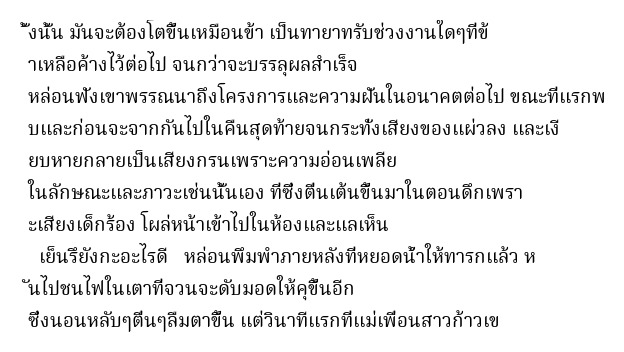 ั้งนั้น มันจะต้องโตขึ้นเหมือนข้า เป็นทายาทรับช่วงงานใดๆที่ข้
าเหลือค้างไว้ต่อไป จนกว่าจะบรรลุผลสำเร็จ
หล่อนฟังเขาพรรณนาถึงโครงการและความฝันในอนาคตต่อไป ขณะที่แรกพ
บและก่อนจะจากกันไปในคืนสุดท้ายจนกระทั่งเสียงของแผ่วลง และเงี
ยบหายกลายเป็นเสียงกรนเพราะความอ่อนเพลีย
ในลักษณะและภาวะเช่นนั้นเอง ที่ซึ่งตื่นเต้นขึ้นมาในตอนดึกเพรา
ะเสียงเด็กร้อง โผล่หน้าเข้าไปในห้องและแลเห็น
เย็นรึยังกะอะไรดี หล่อนพึมพำภายหลังที่หยอดน้ำให้ทารกแล้ว ห
ันไปชนไฟในเตาที่จวนจะดับมอดให้คุขึ้นอีก
ซึ่งนอนหลับๆตื่นๆลืมตาขึ้น แต่วินาทีแรกที่แม่เพื่อนสาวก้าวเข